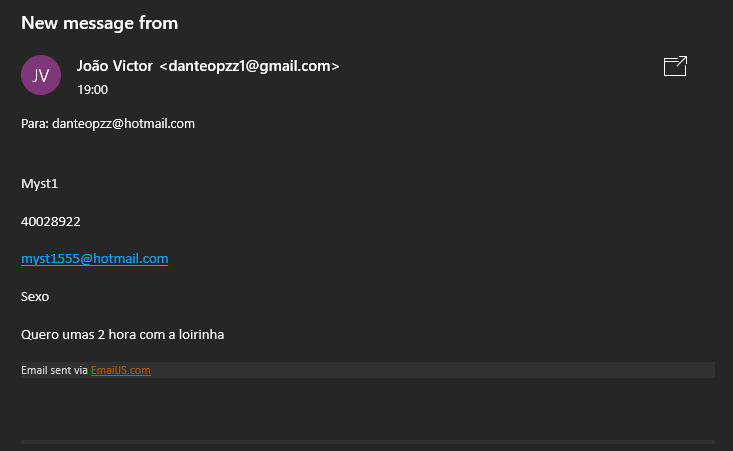 New message from
JV
João Victor <danteopzz1@gmail.com>
19:00
Para: danteopzz@hotmail.com
Myst1
40028922
myst1555@hotmail.com
Sexo
Quero umas 2 hora com a loirinha
Email sent via EmailJS.com